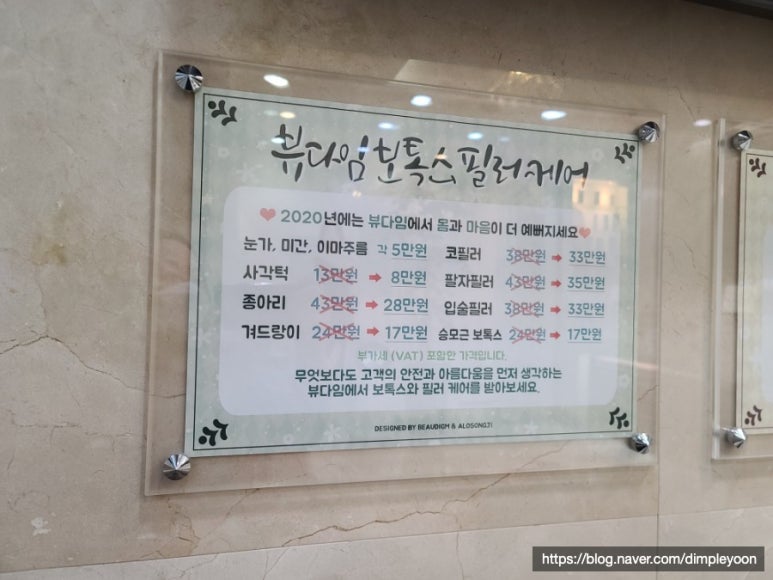 뷰다임 보톡스 필러 케어
❤ 2020년에는 뷰다임에서 몸과 마음이 더 예뻐지세요❤
눈가, 미간, 이마주름 각 5만원 코필러 38만원 → 33만원
사각턱 13만원 → 8만원 팔자필러 43만원 → 35만원
종아리 43만원 → 28만원 입술필러 38만원 → 33만원
겨드랑이 24만원 → 17만원 승모근 보톡스 24만원 → 17만원
부가세 (VAT) 포함한 가격입니다.
무엇보다도 고객의 안전과 아름다움을 먼저 생각하는
뷰다임에서 보톡스와 필러 케어를 받아보세요.
DESIGNED BY BEAUDIGM & ALOSONGJI
https://blog.naver.com/dimpleyoon